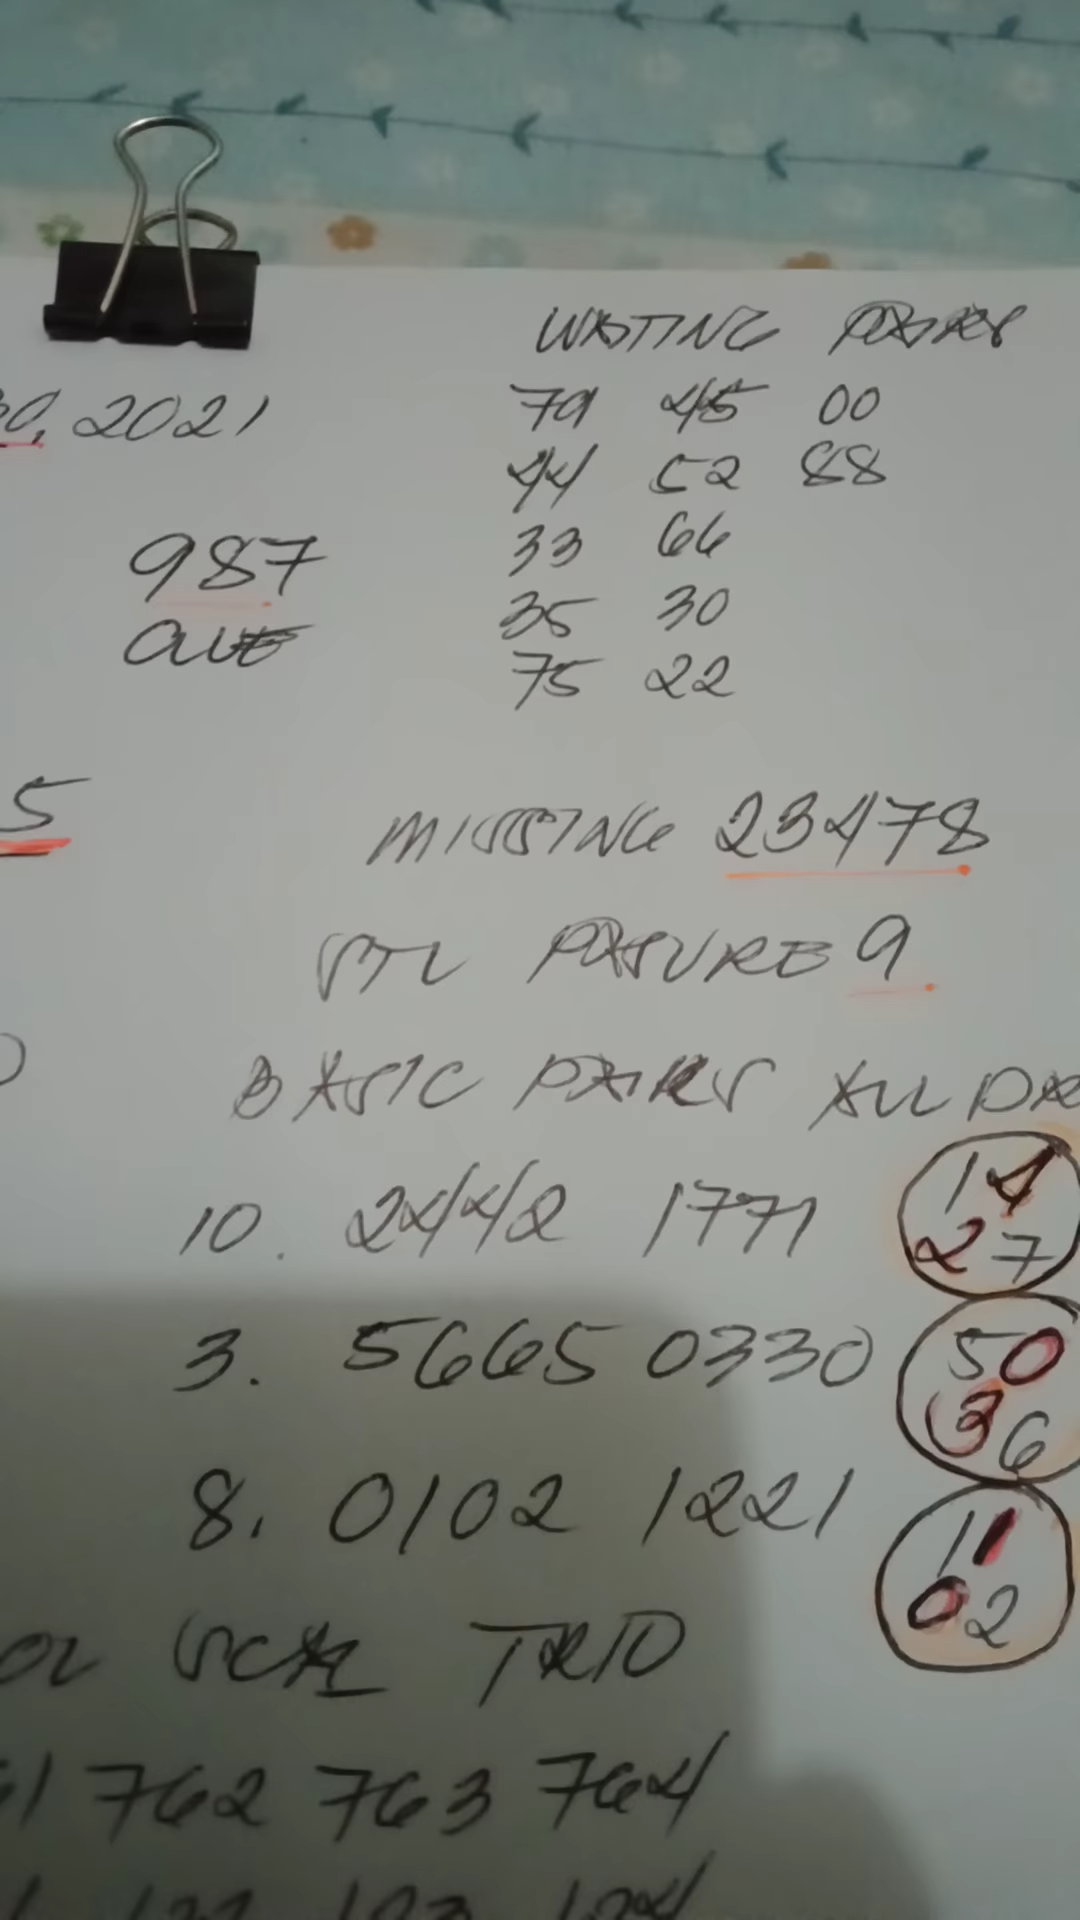 WAITING PAIRS
79 45 00
30, 2021
44 52 88
33 66
987
35 30
CLUE
75 22
5
MISSING 23478
STL PASURE 9
BASIC PAIRS ALL
10. 2442 1771
14
27
3. 5665 0330
50
36
8. 0102 1221
11
02
TRIO
1 762 763 764